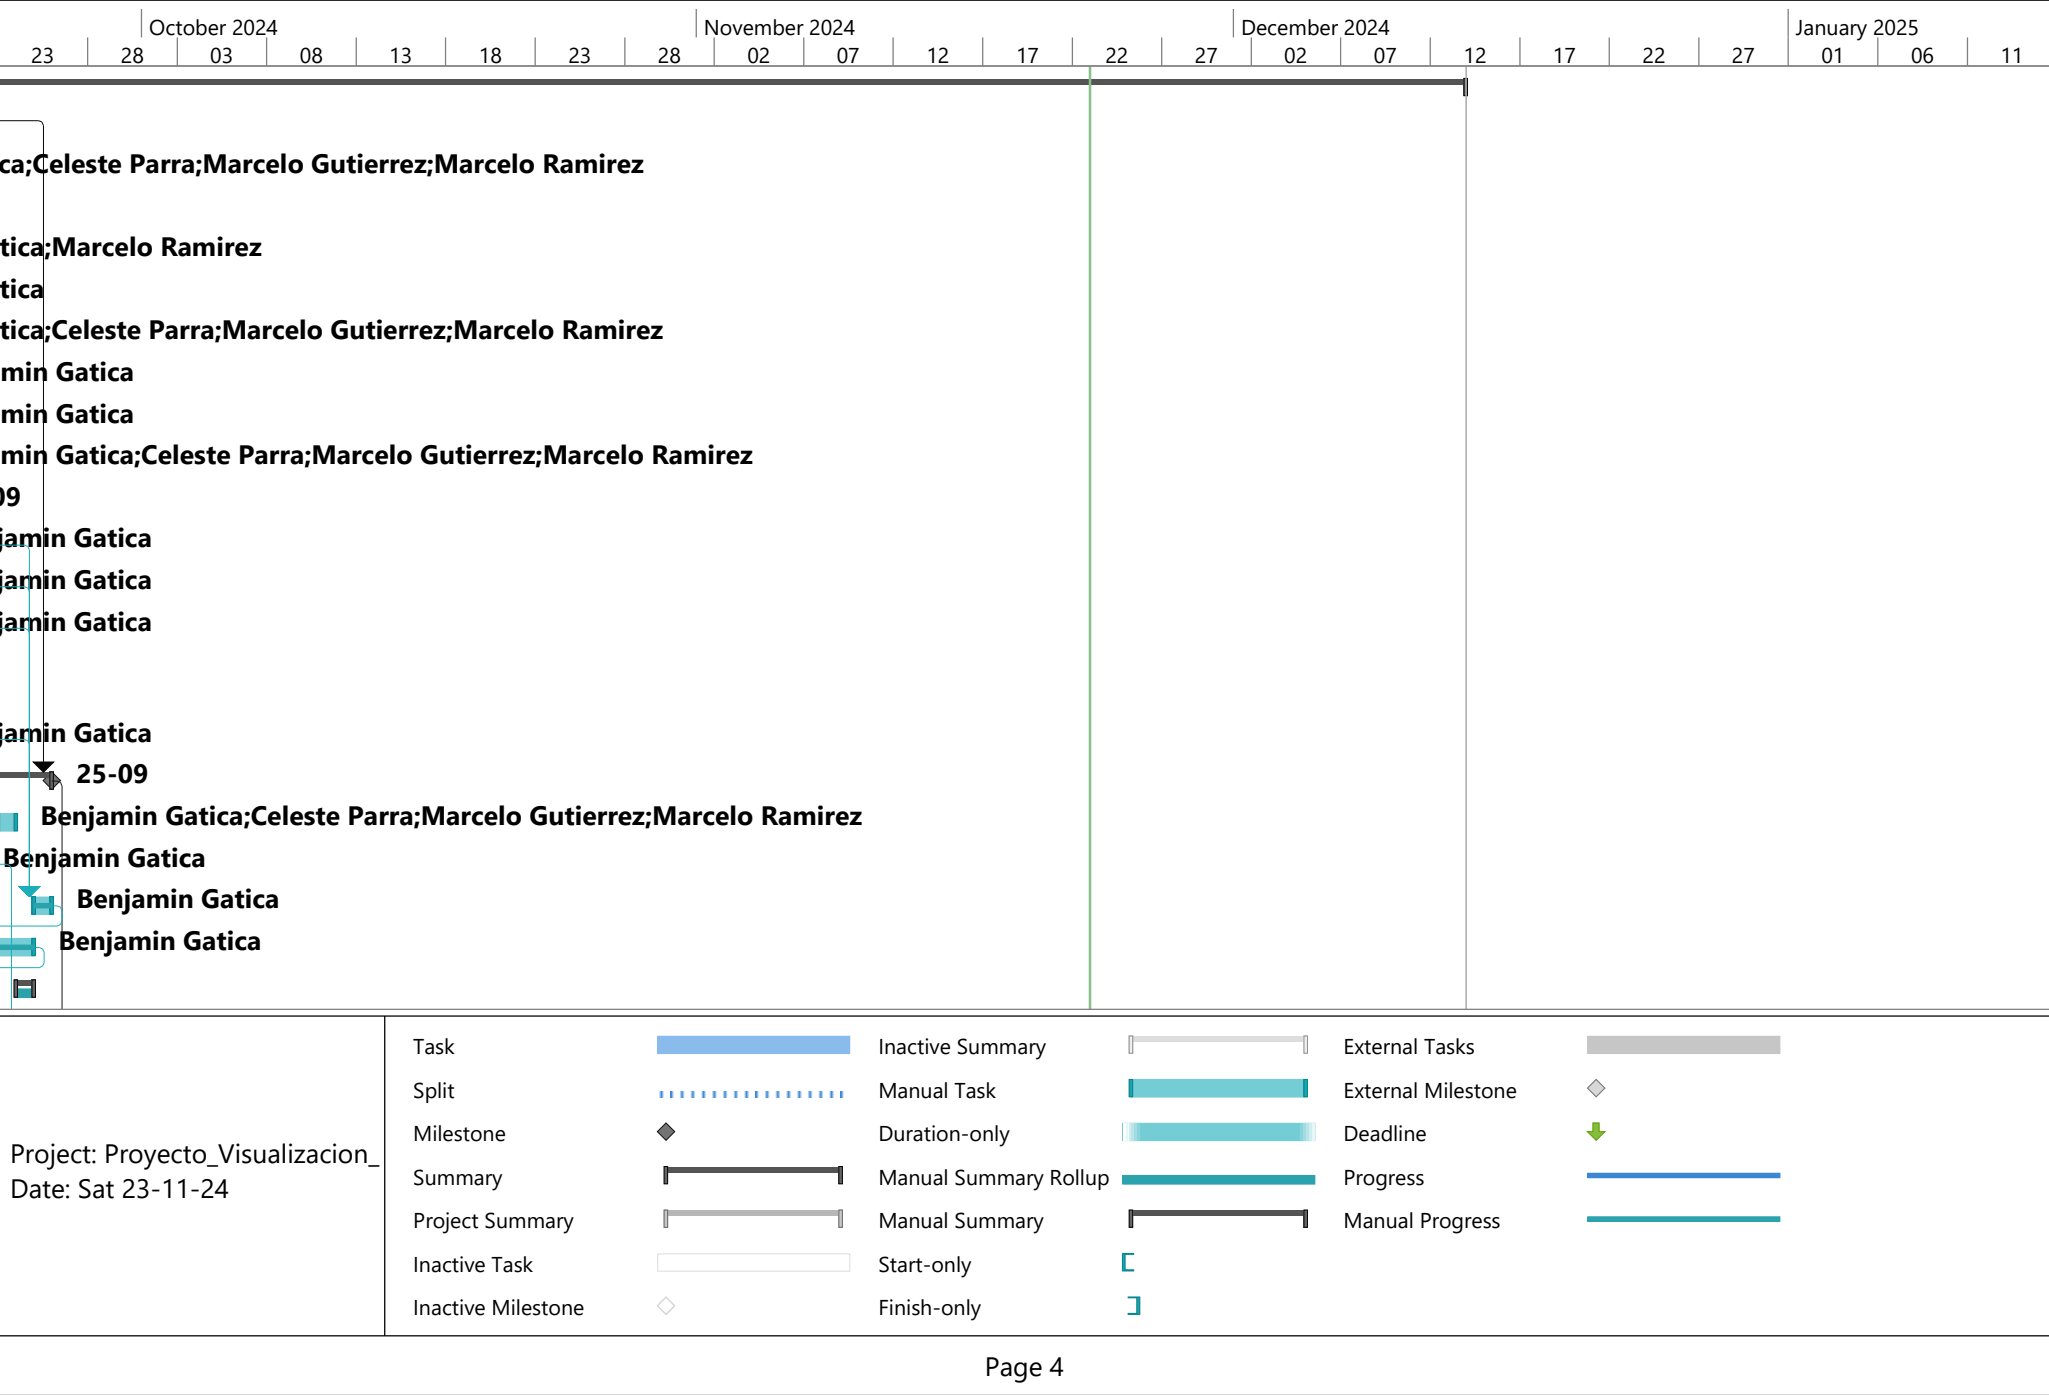 October 2024 November 2024 December 2024 January 2025
23 28 03 08 13 18 23 28 02 07 12 17 22 27 02 07 12 17 22 27 01 06 11
ca;Celeste Parra;Marcelo Gutierrez;Marcelo Ramirez
tica;Marcelo Ramirez
tica
tica;Celeste Parra;Marcelo Gutierrez;Marcelo Ramirez
min Gatica
min Gatica
min Gatica;Celeste Parra;Marcelo Gutierrez;Marcelo Ramirez
09
jamin Gatica
jamin Gatica
jamin Gatica
jamin Gatica
25-09
Benjamin Gatica;Celeste Parra;Marcelo Gutierrez;Marcelo Ramirez
Benjamin Gatica
Benjamin Gatica
Benjamin Gatica
Project: Proyecto_Visualizacion_
Date: Sat 23-11-24
Task
Split
Milestone
Summary
Project Summary
Inactive Task
Inactive Milestone
Inactive Summary
Manual Task
Duration-only
Manual Summary Rollup
Manual Summary
Start-only
Finish-only
External Tasks
External Milestone
Deadline
Progress
Manual Progress
Page 4